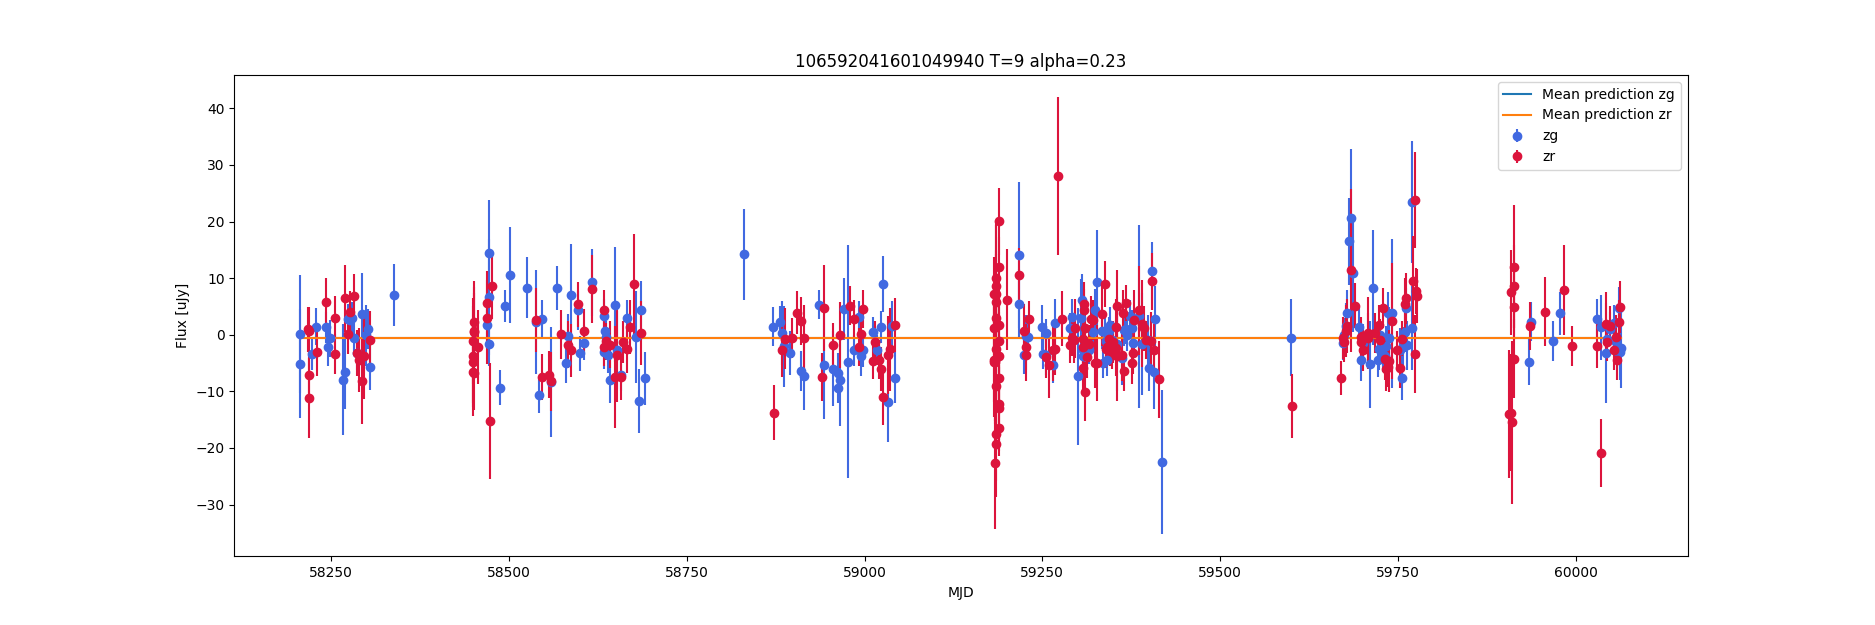 106592041601049940 T=9 alpha=0.23
Flux [uJy]
40
30
20
10
0
−10
−20
−30
Mean prediction zg
Mean prediction zr
zg
zr
58250 58500 58750 59000 59250 59500 59750 60000
MJD